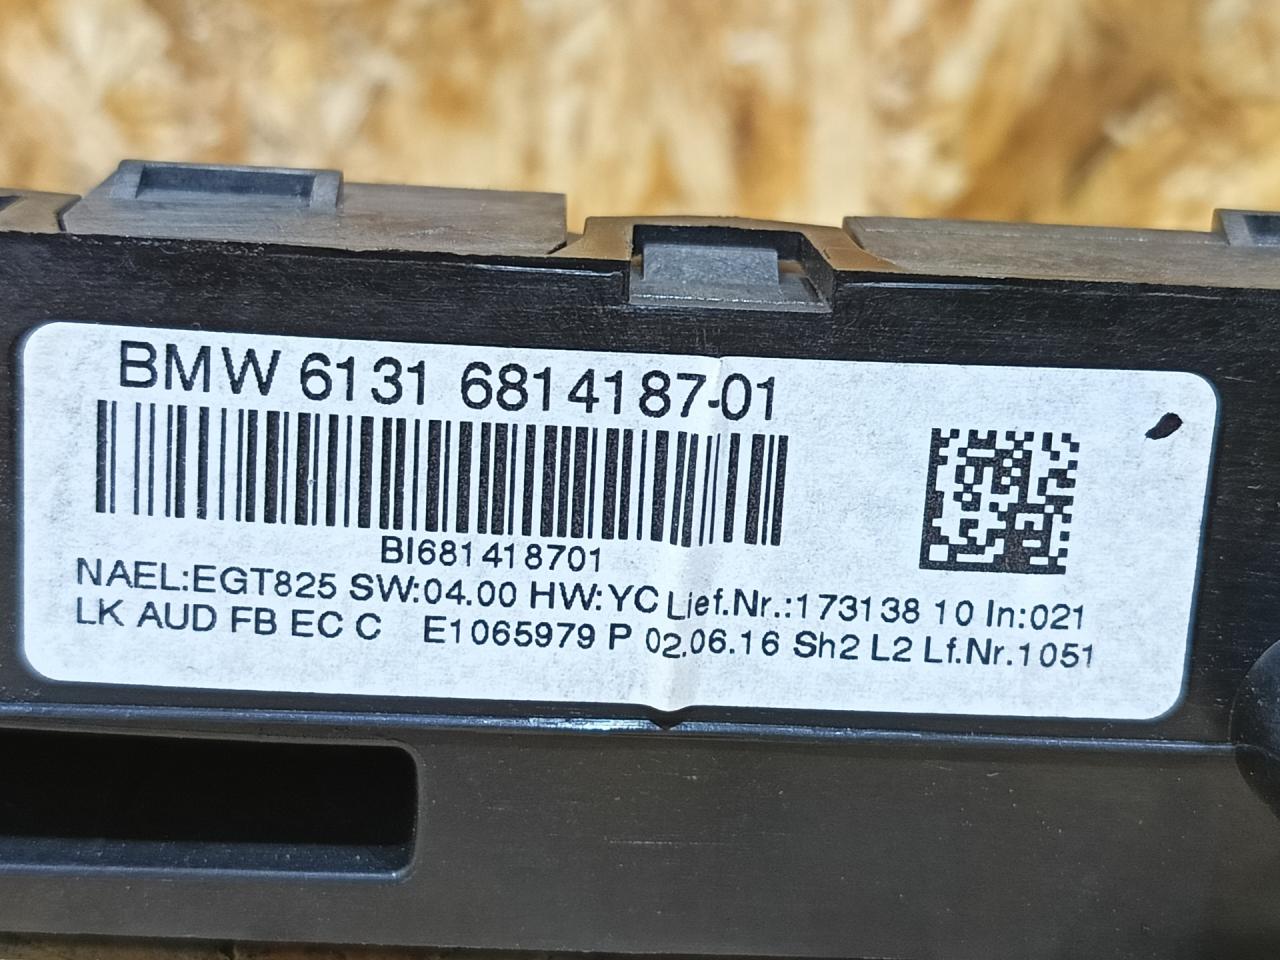 BMW 6131 6814187-01
BI681418701
NAEL:EGT825 SW:04.00 HW:YC Lief.Nr.:173138 10 In:021
LK AUD FB EC C E1065979 P 02.06.16 Sh2 L2 Lf.Nr.1051